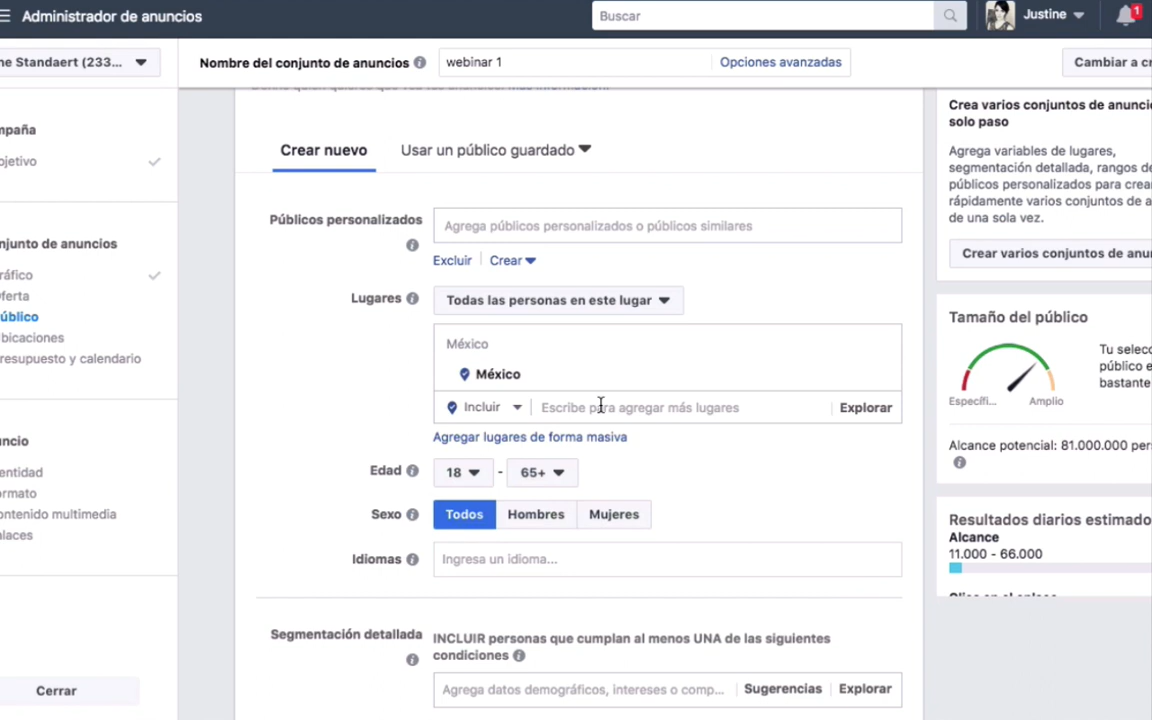 Administrador de anuncios
Buscar
Justine
1
ne Standaert (233...
Nombre del conjunto de anuncios
webinar 1
Opciones avanzadas
Cambiar a cr
mpaña
bjetivo
njunto de anuncios
ráfico
ferta
úblico
bicaciones
resupuesto y calendario
uncio
entidad
ormato
ontenido multimedia
nlaces
Cerrar
Crear nuevo
Usar un público guardado
Públicos personalizados
Agrega públicos personalizados o públicos similares
Excluir
Crear
Lugares
Todas las personas en este lugar
México
México
Incluir
Escribe para agregar más lugares
Explorar
Agregar lugares de forma masiva
Edad
18
-
65+
Sexo
Todos
Hombres
Mujeres
Idiomas
Ingresa un idioma...
Segmentación detallada
INCLUIR personas que cumplan al menos UNA de las siguientes
condiciones
Agrega datos demográficos, intereses o comp...
Sugerencias
Explorar
Crea varios conjuntos de anuncio
solo paso
Agrega variables de lugares,
segmentación detallada, rangos de
públicos personalizados para crear
rápidamente varios conjuntos de a
de una sola vez.
Crear varios conjuntos de anu
Tamaño del público
Tu selec
público e
bastante
Específi...
Amplio
Alcance potencial: 81.000.000 per
Resultados diarios estimado
Alcance
11.000 - 66.000